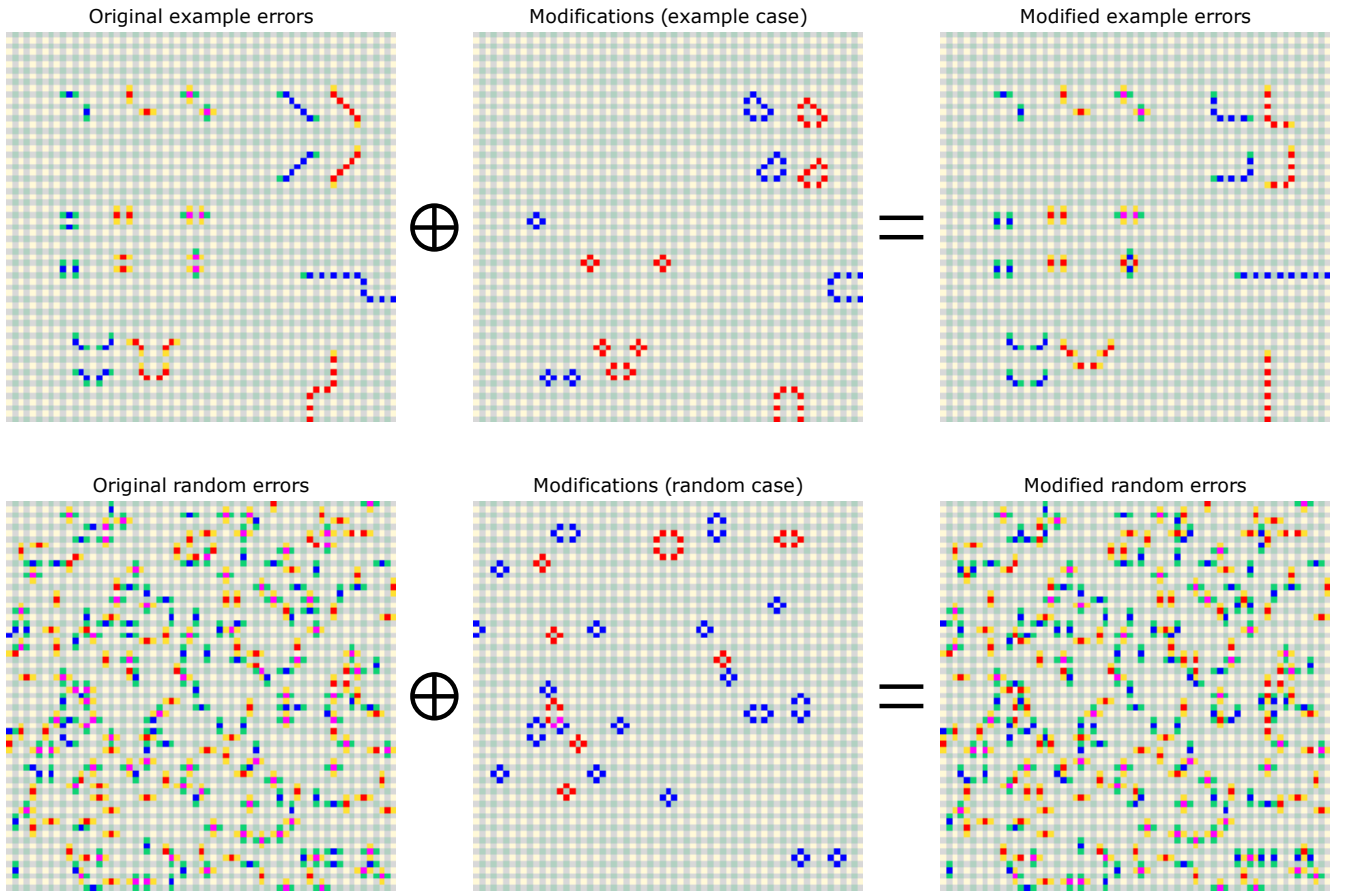 Original example errors
Modifications (example case)
Modified example errors
Original random errors
Modifications (random case)
Modified random errors